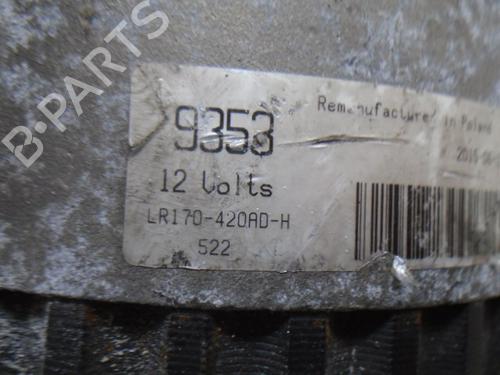 B-PARTS
Remanufactured in Poland
9353
12 Volts
LR170-420AD-H
522